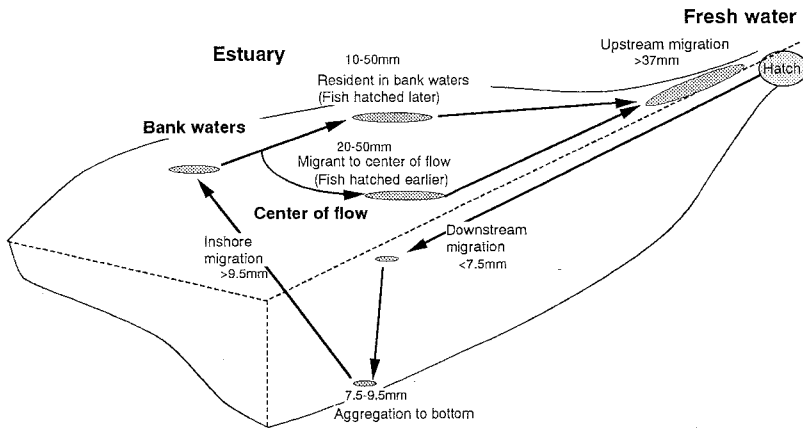 Fresh water
Estuary
Upstream migration
>37mm
Hatch
10-50mm
Resident in bank waters
(Fish hatched later)
Bank waters
20-50mm
Migrant to center of flow
(Fish hatched earlier)
Center of flow
Inshore
migration
>9.5mm
Downstream
migration
<7.5mm
7.5-9.5mm
Aggregation to bottom